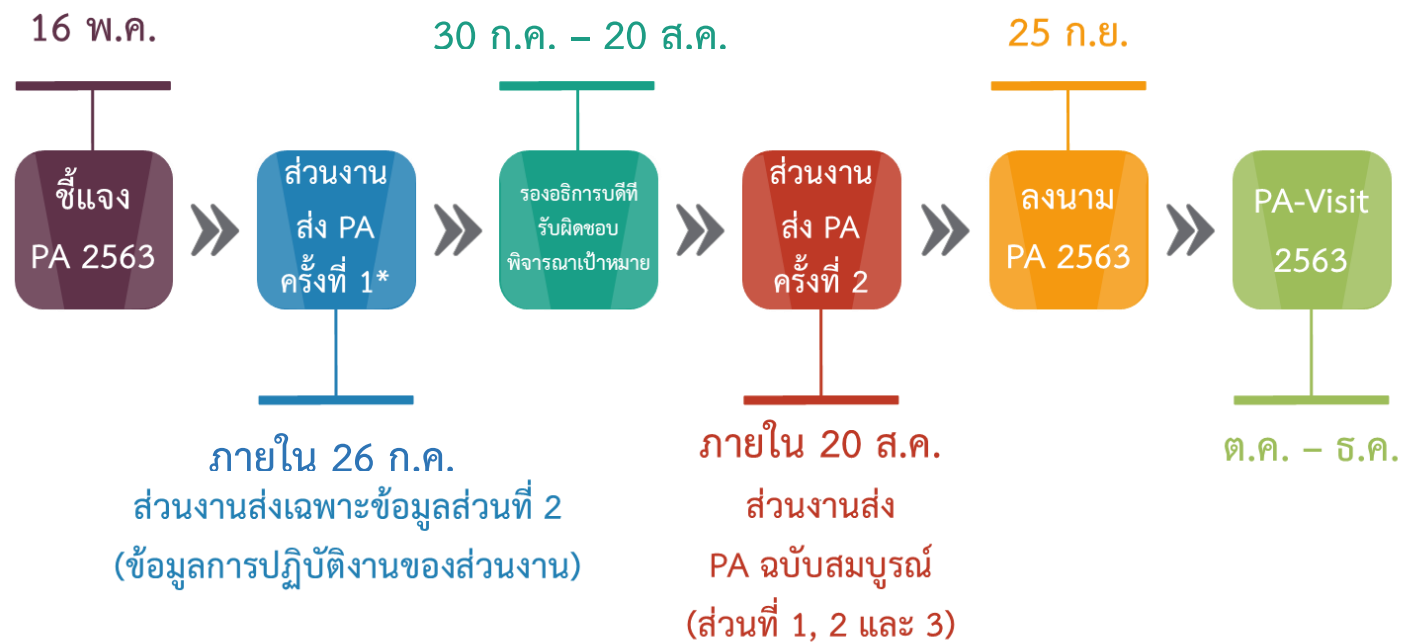 16 พ.ค.
30 ก.ค. – 20 ส.ค.
25 ก.ย.
ชี้แจง
PA 2563
ส่วนงาน
ส่ง PA
ครั้งที่ 1*
รองอธิการบดีที
รับผิดชอบ
พิจารณาเป้าหมาย
ส่วนงาน
ส่ง PA
ครั้งที่ 2
ลงนาม
PA 2563
PA-Visit
2563
ภายใน 26 ก.ค.
ส่วนงานส่งเฉพาะข้อมูลส่วนที่ 2
(ข้อมูลการปฏิบัติงานของส่วนงาน)
ภายใน 20 ส.ค.
ส่วนงานส่ง
PA ฉบับสมบูรณ์
(ส่วนที่ 1, 2 และ 3)
ต.ค. – ธ.ค.